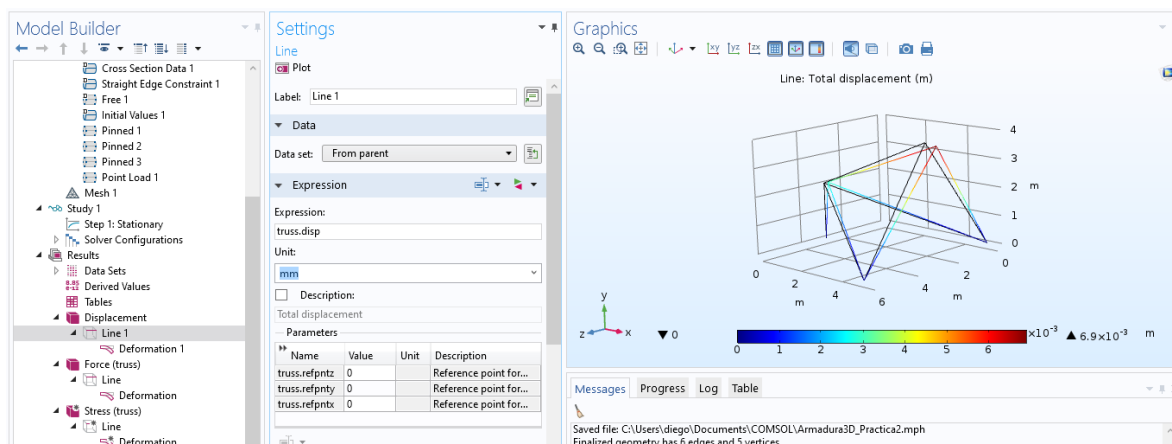 Model Builder
Cross Section Data 1
Straight Edge Constraint 1
Free 1
Initial Values 1
Pinned 1
Pinned 2
Pinned 3
Point Load 1
Mesh 1
Study 1
Step 1: Stationary
Solver Configurations
Results
Data Sets
8.85
e-12
Derived Values
Tables
Displacement
Line 1
Deformation 1
Force (truss)
Line
Deformation
Stress (truss)
Line
Deformation
Settings
Line
Plot
Label: Line 1
Data
Data set: From parent
Expression
Expression:
truss.disp
Unit:
mm
Description:
Total displacement
Parameters
Name Value Unit Description
truss.refpntz 0 Reference point for...
truss.refpnty 0 Reference point for...
truss.refpntx 0 Reference point for...
Graphics
xy yz zx
Line: Total displacement (m)
4
3
2 m
1
0
0
2
4
m
6
0
2
4
m
y
z x
▼ 0
0 1 2 3 4 5 6
×10⁻³
▲ 6.9×10⁻³
Messages Progress Log Table
Saved file: C:\Users\diego\Documents\COMSOL\Armadura3D_Practica2.mph
Finalized geometry has 6 edges and 5 vertices.